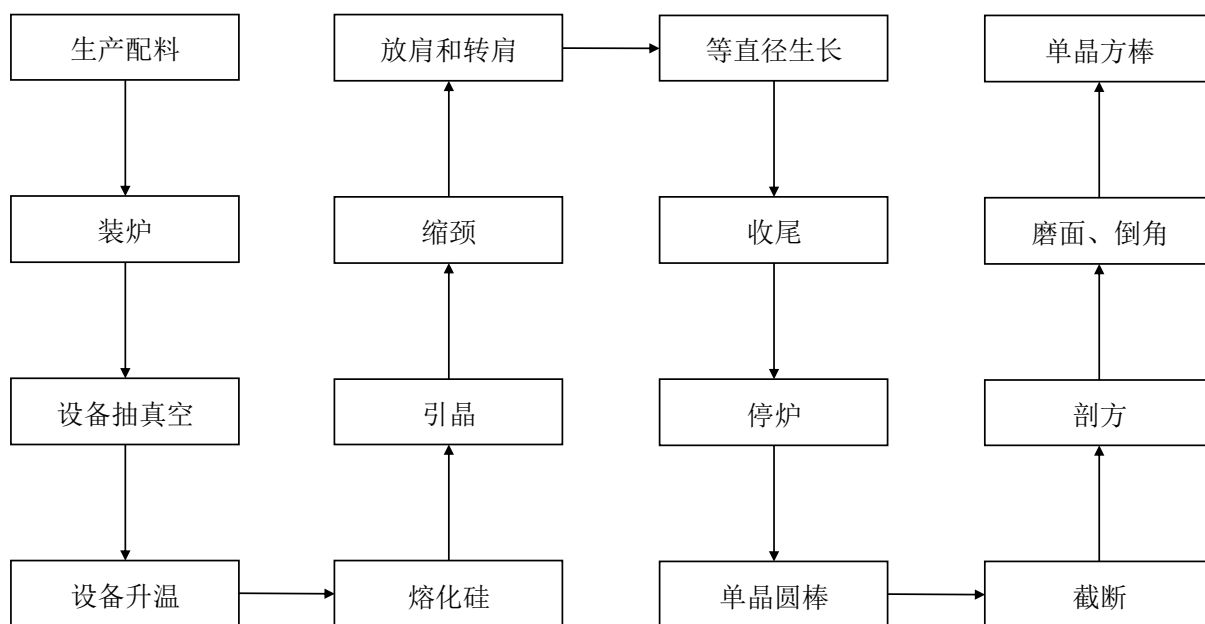 生产配料
装炉
设备抽真空
设备升温
熔化硅
引晶
缩颈
放肩和转肩
等直径生长
收尾
停炉
单晶圆棒
截断
剖方
磨面、倒角
单晶方棒